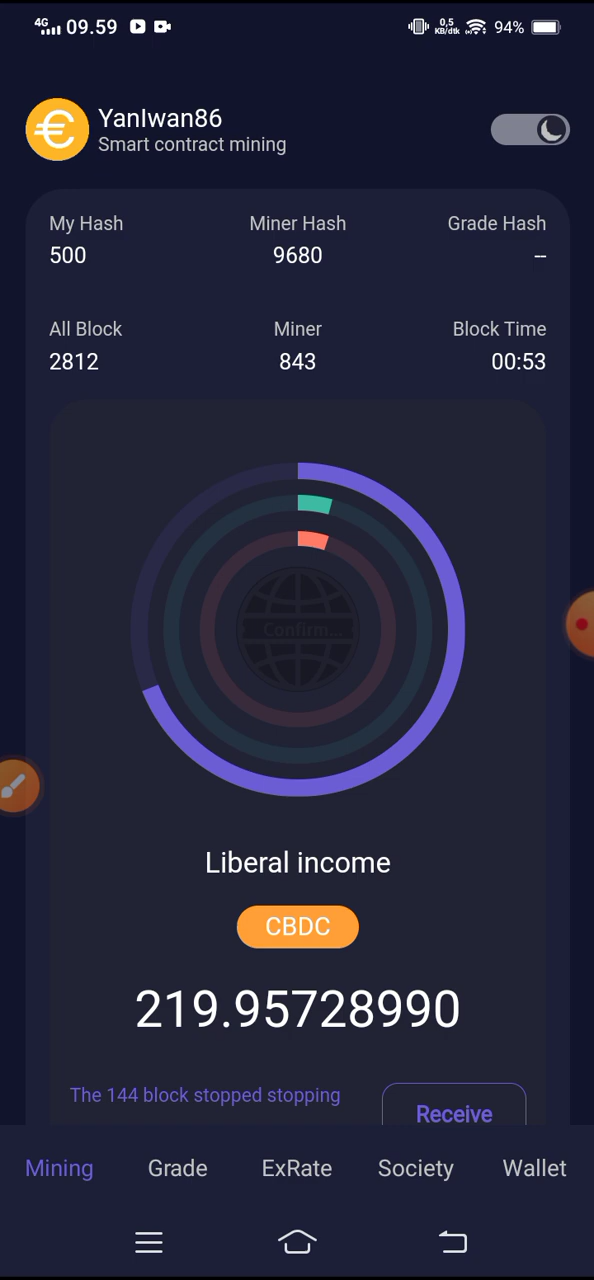 4G 09.59 0,5 KB/dtk 94%
YanIwan86
Smart contract mining
My Hash Miner Hash Grade Hash
500 9680 --
All Block Miner Block Time
2812 843 00:53
Confirm...
Liberal income
CBDC
219.95728990
The 144 block stopped stopping
Receive
Mining Grade ExRate Society Wallet